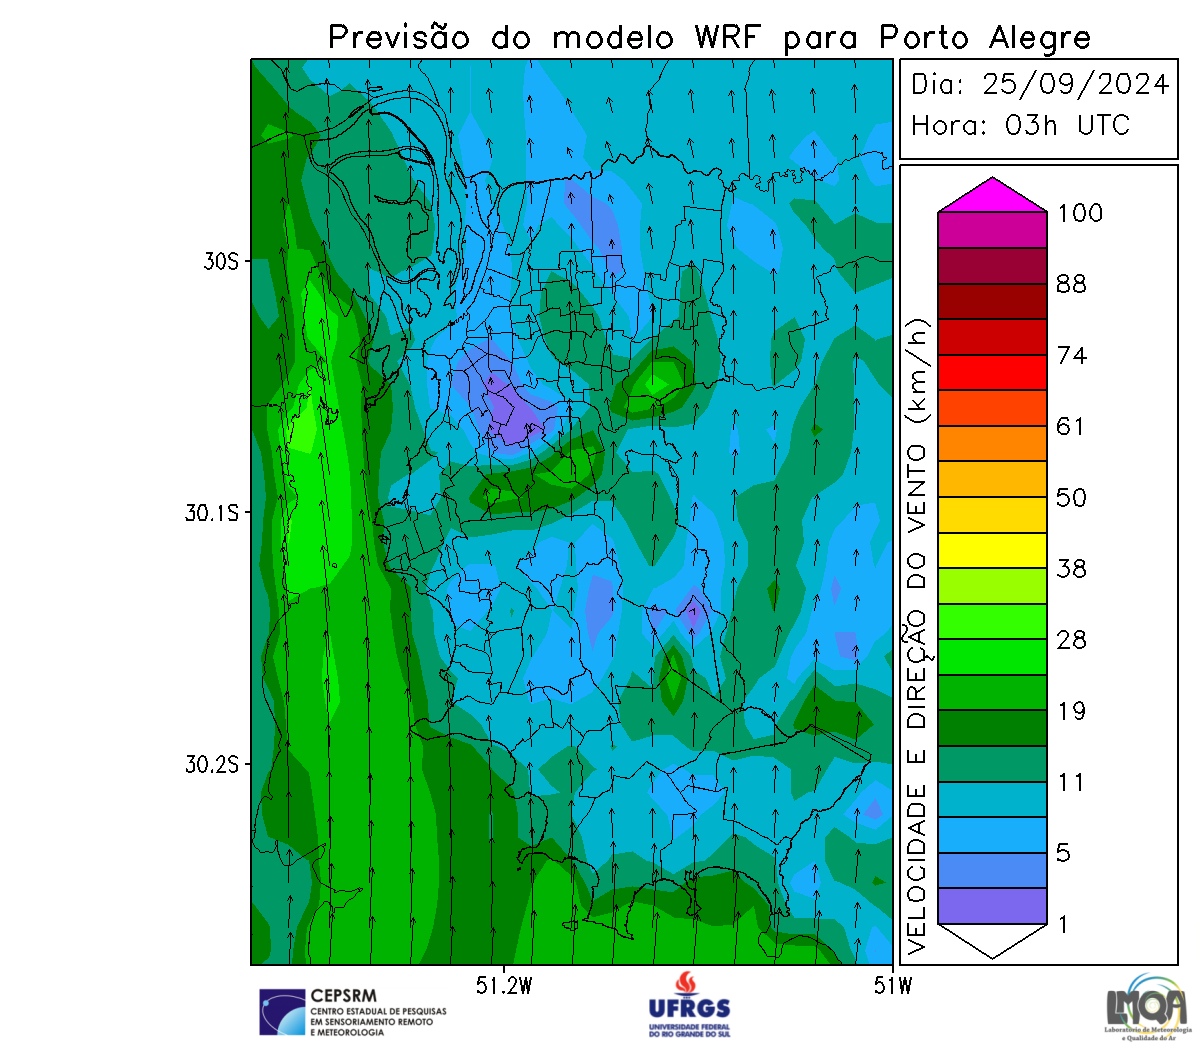 Previsão do modelo WRF para Porto Alegre
Dia: 25/09/2024
Hora: 03h UTC
30S
30.1S
30.2S
51.2W
51W
VELOCIDADE E DIREÇÃO DO VENTO (km/h)
100
88
74
61
50
38
28
19
11
5
1
CEPSRM
CENTRO ESTADUAL DE PESQUISAS
EM SENSORIAMENTO REMOTO
E METEOROLOGIA
UFRGS
UNIVERSIDADE FEDERAL
DO RIO GRANDE DO SUL
LMQA
Laboratório de Meteorologia
e Qualidade do Ar